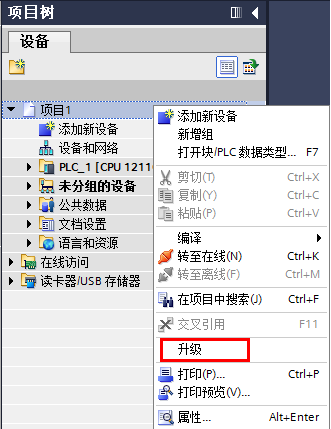 项目树
设备
项目1
添加新设备
设备和网络
PLC_1 [CPU 1211
未分组的设备
公共数据
文档设置
语言和资源
在线访问
读卡器/USB 存储器
添加新设备
新增组
打开块/PLC 数据类型... F7
剪切(T) Ctrl+X
复制(Y) Ctrl+C
粘贴(P) Ctrl+V
编译
转至在线(N) Ctrl+K
转至离线(F) Ctrl+M
在项目中搜索(J) Ctrl+F
交叉引用 F11
升级
打印(P)... Ctrl+P
打印预览(V)...
属性... Alt+Enter